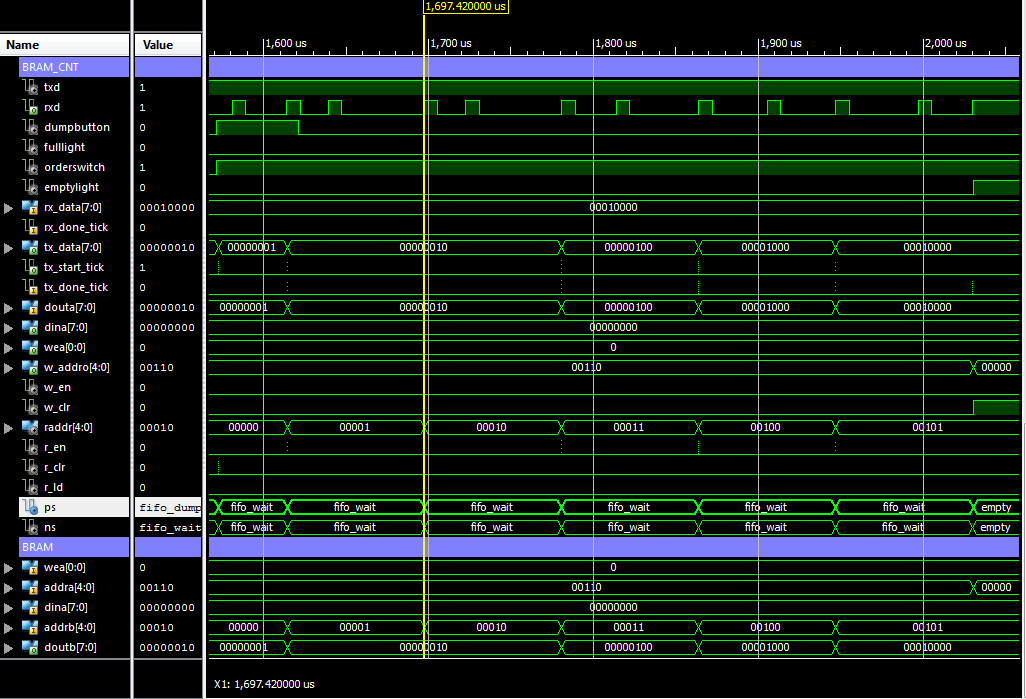 1,697.420000 us
Name Value 1,600 us 1,700 us 1,800 us 1,900 us 2,000 us
BRAM_CNT
txd 1
rxd 1
dumpbutton 0
fulllight 0
orderswitch 1
emptylight 0
rx_data[7:0] 00010000 00010000
rx_done_tick 0
tx_data[7:0] 00000010 00000001 00000010 00000100 00001000 00010000
tx_start_tick 1
tx_done_tick 0
douta[7:0] 00000010 00000001 00000010 00000100 00001000 00010000
dina[7:0] 00000000 00000000
wea[0:0] 0 0
w_addro[4:0] 00110 00110 00000
w_en 0
w_clr 0
raddr[4:0] 00010 00000 00001 00010 00011 00100 00101
r_en 0
r_clr 0
r_ld 0
ps fifo_dump fifo_wait fifo_wait fifo_wait fifo_wait fifo_wait fifo_wait empty
ns fifo_wait fifo_wait fifo_wait fifo_wait fifo_wait fifo_wait fifo_wait empty
BRAM
wea[0:0] 0 0
addra[4:0] 00110 00110 00000
dina[7:0] 00000000 00000000
addrb[4:0] 00010 00000 00001 00010 00011 00100 00101
doutb[7:0] 00000010 00000001 00000010 00000100 00001000 00010000
X1: 1,697.420000 us